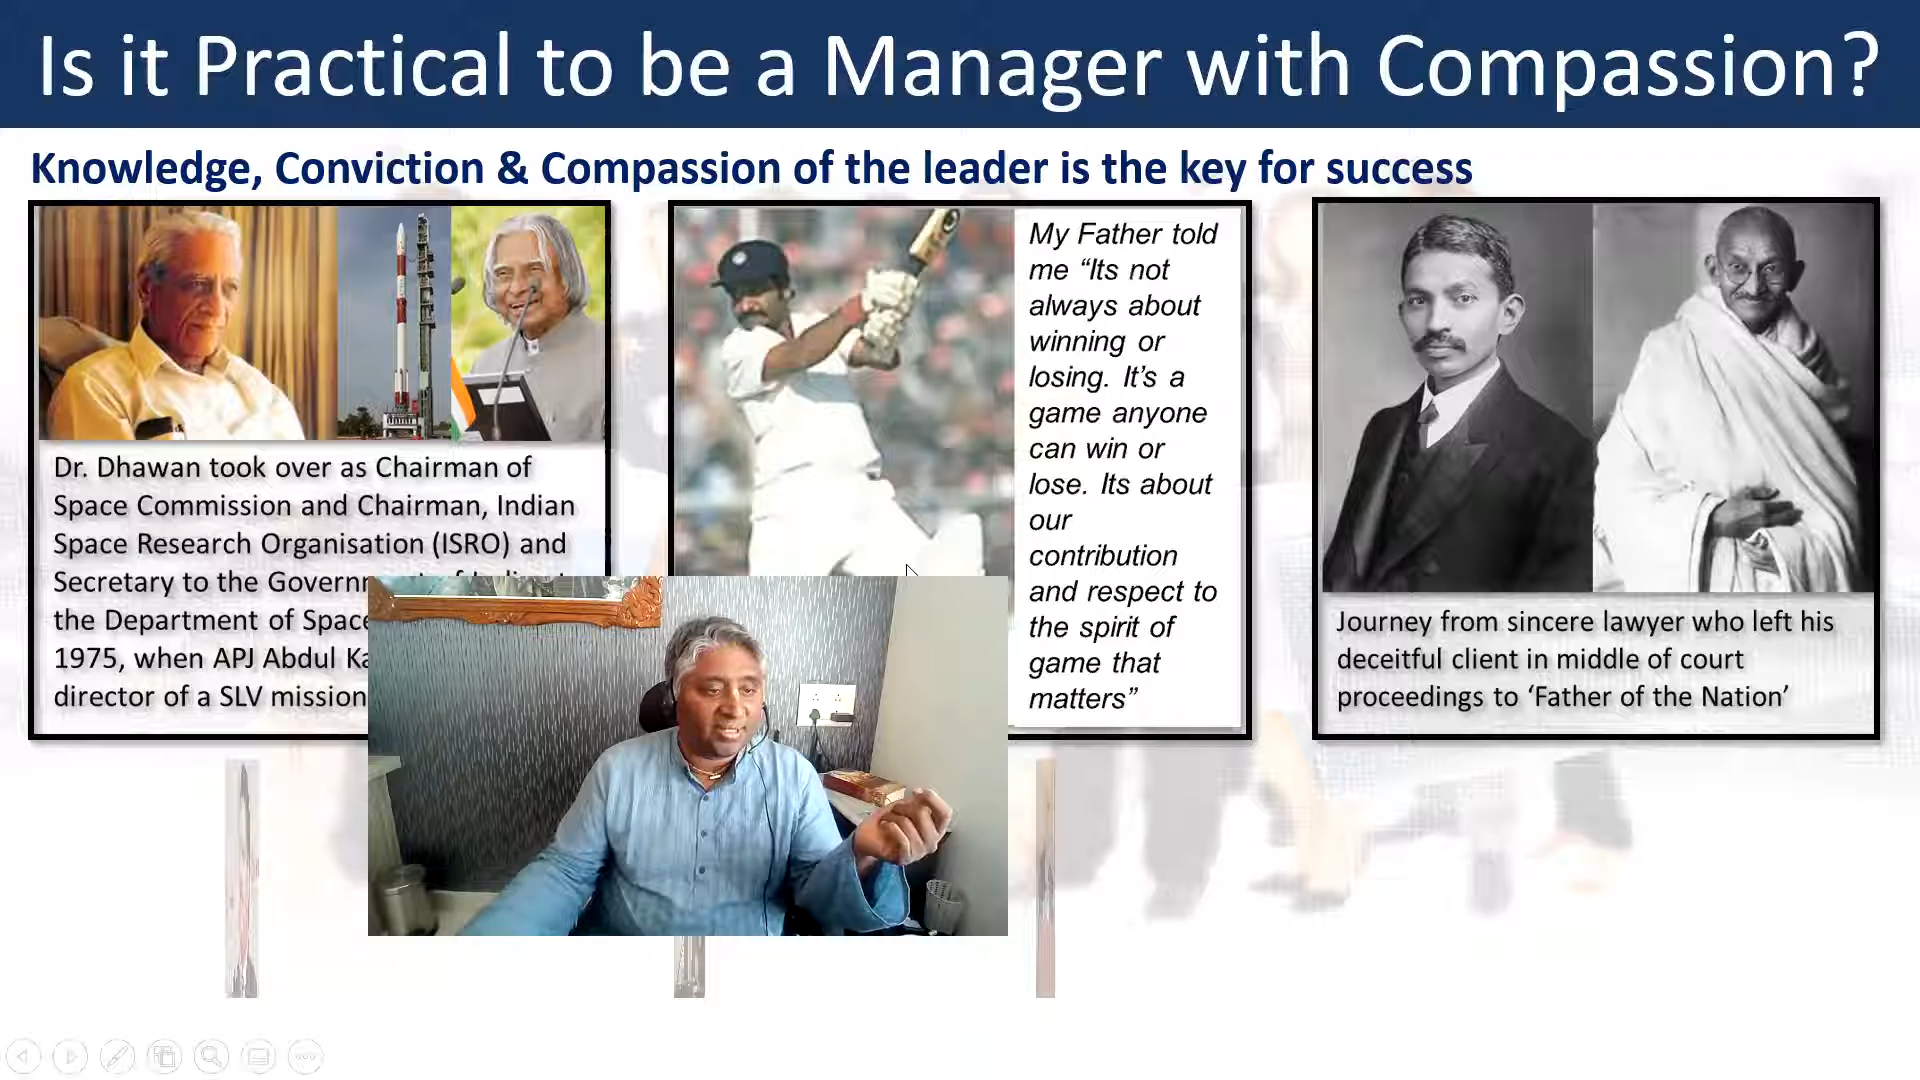 Is it Practical to be a Manager with Compassion?
Knowledge, Conviction & Compassion of the leader is the key for success
Dr. Dhawan took over as Chairman of
Space Commission and Chairman, Indian
Space Research Organisation (ISRO) and
Secretary to the
the Department of Space
1975, when APJ Abdul
director of a SLV mission
My Father told
me “Its not
always about
winning or
losing. It’s a
game anyone
can win or
lose. Its about
our
contribution
and respect to
the spirit of
game that
matters”
Journey from sincere lawyer who left his
deceitful client in middle of court
proceedings to ‘Father of the Nation’